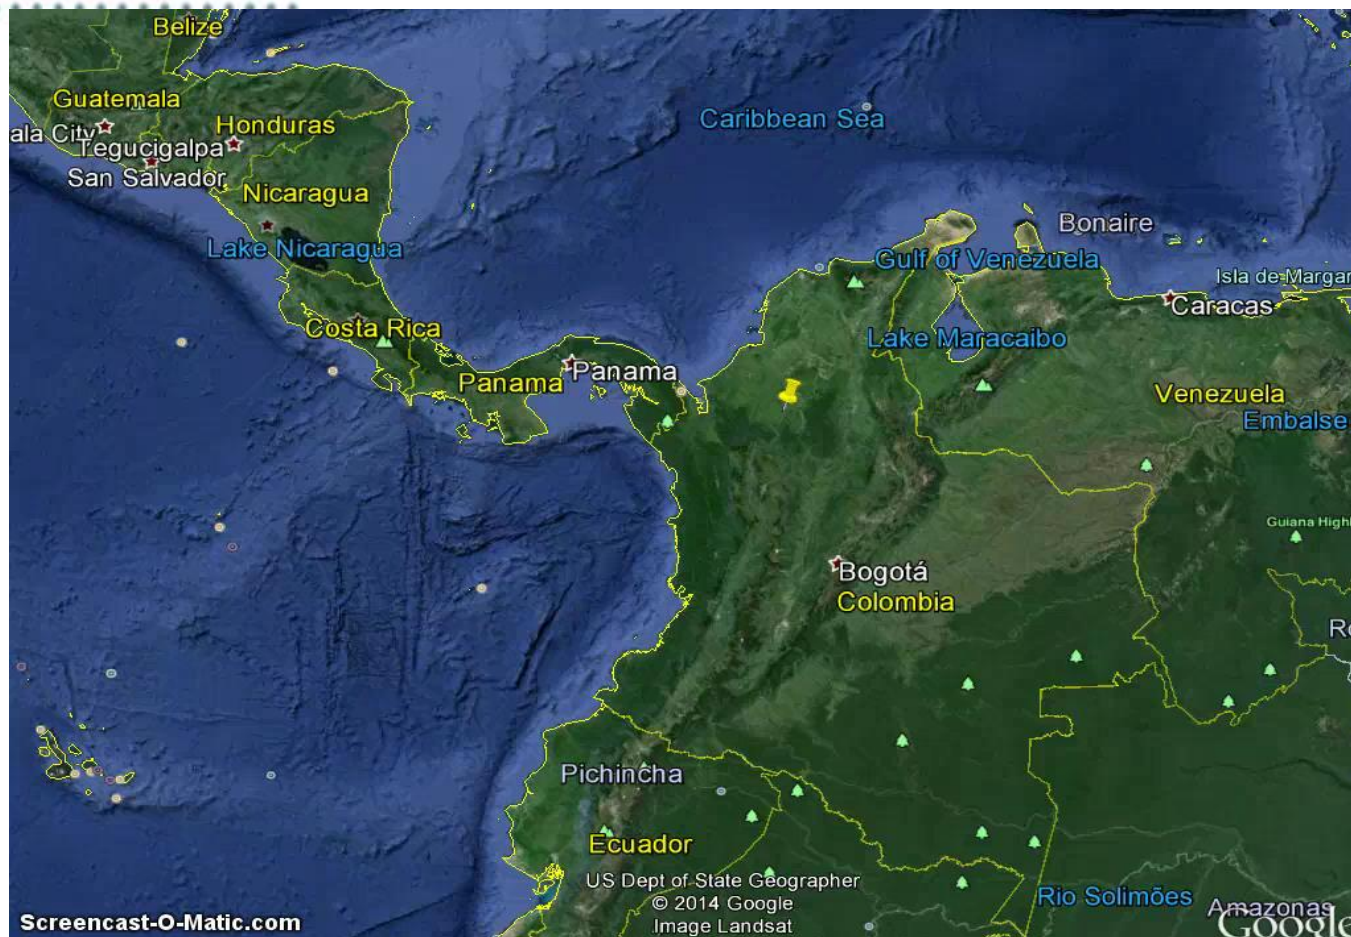 Belize
Guatemala
Honduras
Caribbean Sea
ala City
Tegucigalpa
San Salvador
Nicaragua
Lake Nicaragua
Bonaire
Gulf of Venezuela
Isla de Margar
Caracas
Costa Rica
Lake Maracaibo
Panama
Panama
Venezuela
Embalse
Guiana Highl
Bogotá
Colombia
Ro
Pichincha
Ecuador
US Dept of State Geographer
© 2014 Google
Image Landsat
Rio Solimões
Amazonas
Google
Screencast-O-Matic.com